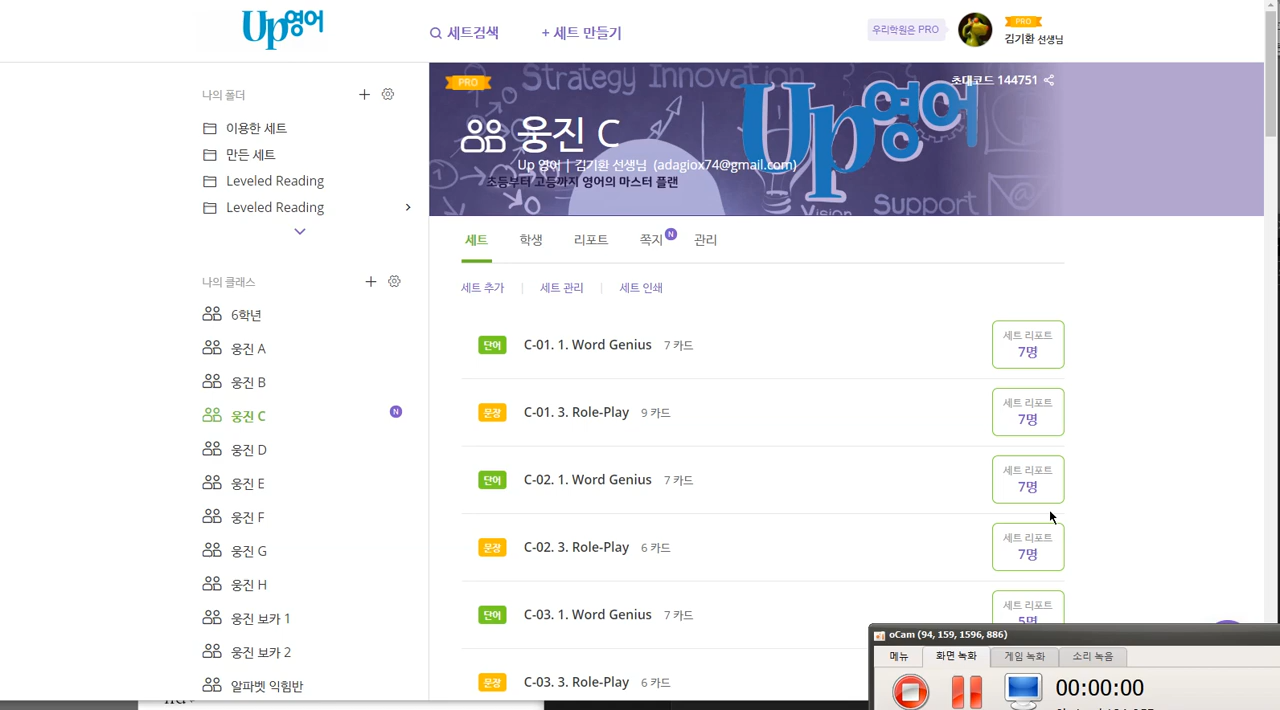 Up영어
세트검색
+ 세트 만들기
우리학원은 PRO
PRO
김기환 선생님
나의 폴더
이용한 세트
만든 세트
Leveled Reading
Leveled Reading
나의 클래스
6학년
웅진 A
웅진 B
웅진 C
N
웅진 D
웅진 E
웅진 F
웅진 G
웅진 H
웅진 보카 1
웅진 보카 2
알파벳 익힘반
PRO
Strategy Innovation
초대코드 144751
Up영어
웅진 C
Up 영어 | 김기환 선생님 (adagiox74@gmail.com)
초등부터 고등까지 영어의 마스터 플랜
Vision
Support
세트
학생
리포트
쪽지
N
관리
세트 추가
세트 관리
세트 인쇄
단어 C-01. 1. Word Genius 7 카드
세트 리포트
7명
문장 C-01. 3. Role-Play 9 카드
세트 리포트
7명
단어 C-02. 1. Word Genius 7 카드
세트 리포트
7명
문장 C-02. 3. Role-Play 6 카드
세트 리포트
7명
단어 C-03. 1. Word Genius 7 카드
세트 리포트
5명
문장 C-03. 3. Role-Play 6 카드
oCam (94, 159, 1596, 886)
메뉴
화면 녹화
게임 녹화
소리 녹음
00:00:00